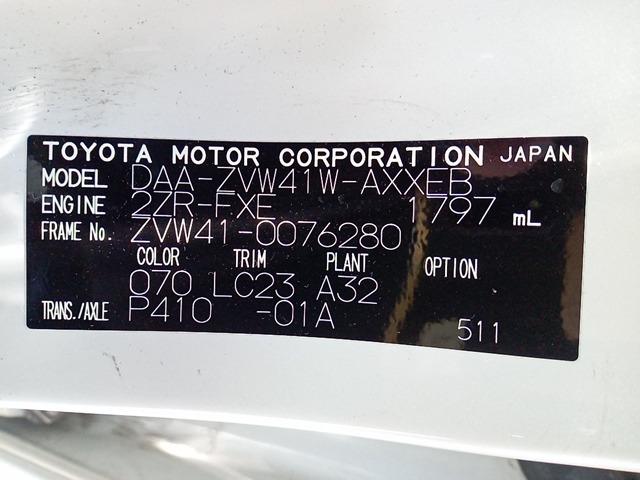 TOYOTA MOTOR CORPORATION JAPAN
MODEL DAA-ZVW41W-AXXEB
ENGINE 2ZR-FXE 1797 mL
FRAME No. ZVW41-0076280
COLOR TRIM PLANT OPTION
070 LC23 A32
TRANS./AXLE P410 -01A
511